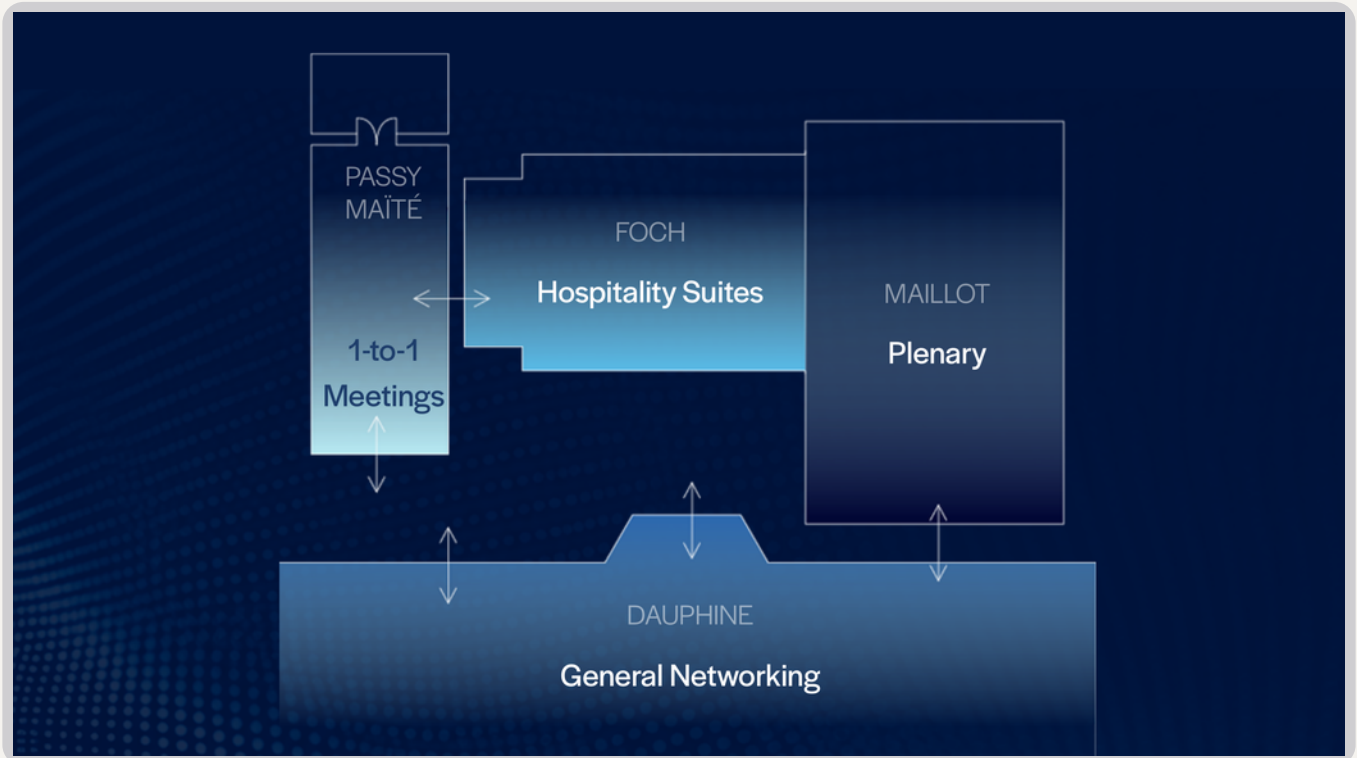 PASSY
MAÏTÉ
1-to-1
Meetings
FOCH
Hospitality Suites
MAILLOT
Plenary
DAUPHINE
General Networking